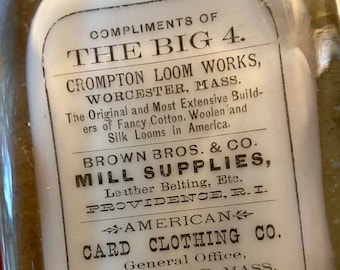 COMPLIMENTS OF
THE BIG 4.
CROMPTON LOOM WORKS,
WORCESTER, MASS.
The Original and Most Extensive Build-
ers of Fancy Cotton, Woolen and
Silk Looms in America.
BROWN BROS. & CO.
MILL SUPPLIES,
Leather Belting, Etc.
PROVIDENCE, R. I.
AMERICAN
CARD CLOTHING CO.
General Office,
MASS.